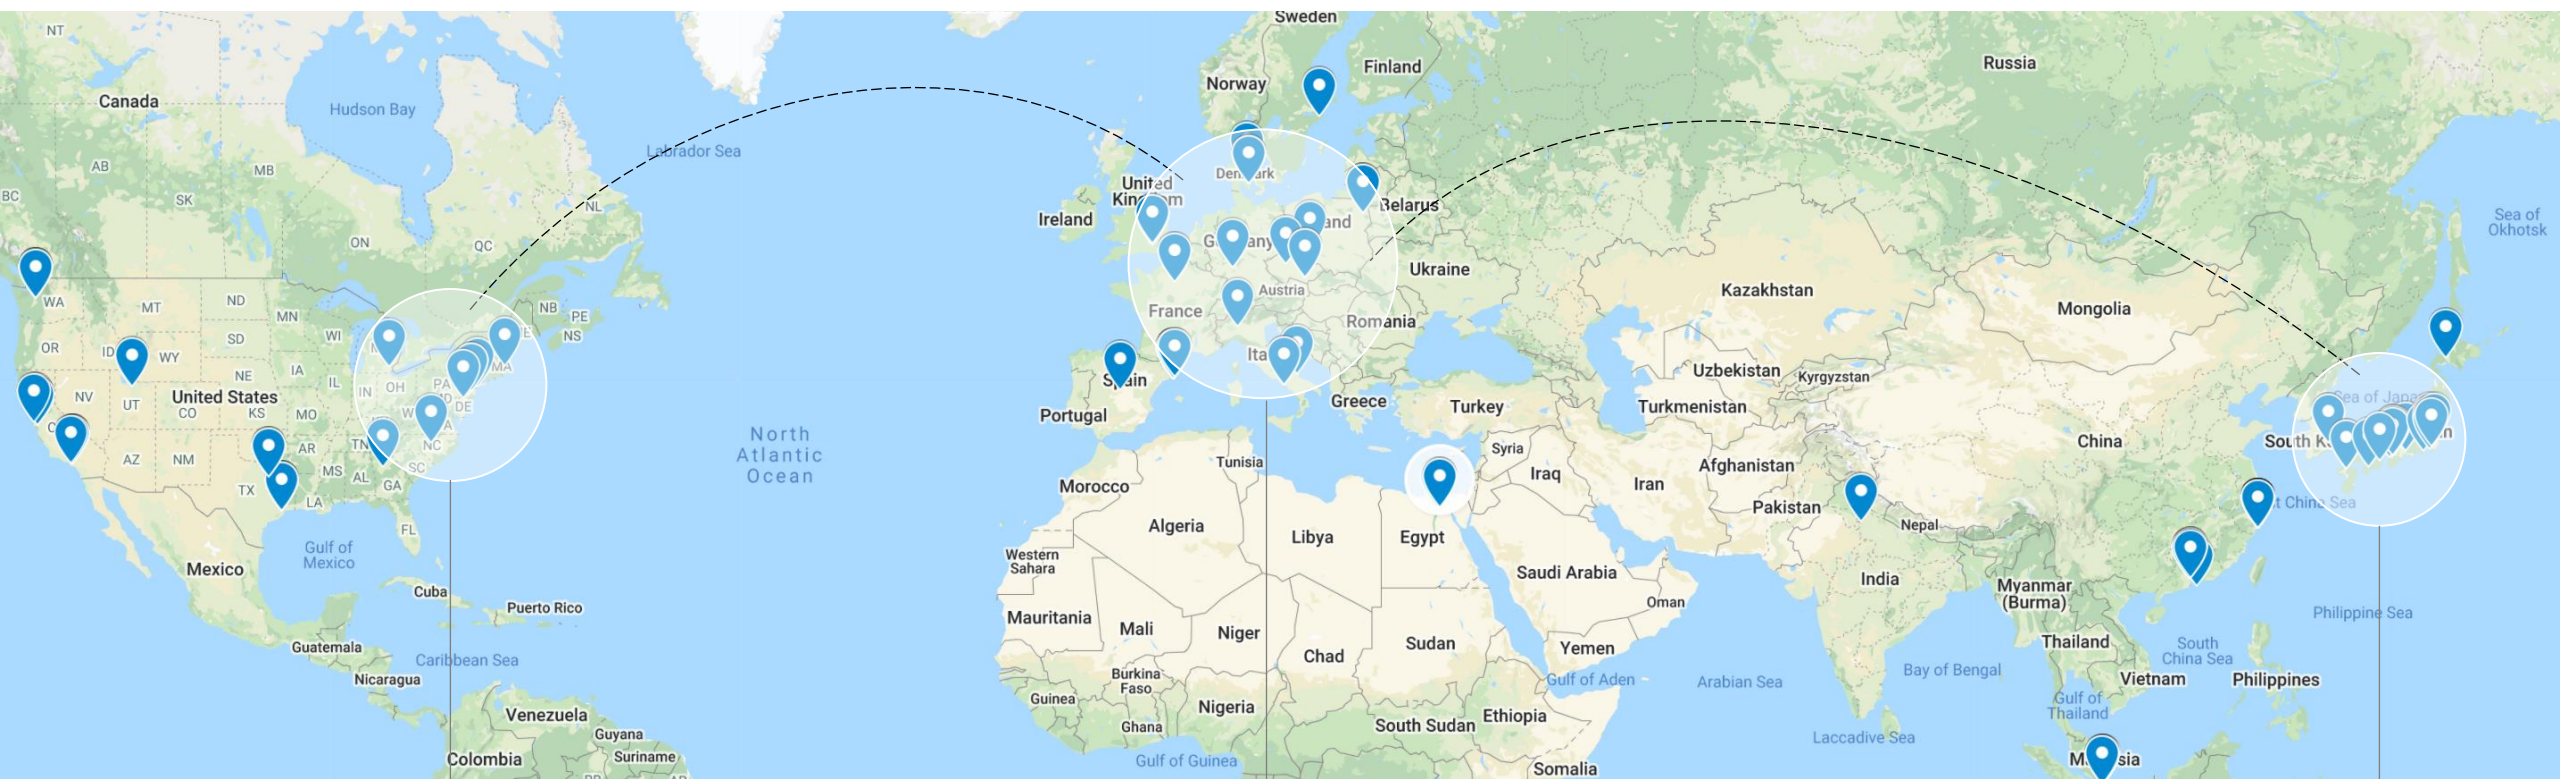 Sweden
NT
Russia
Finland
Norway
Canada
Hudson Bay
Labrador Sea
AB
MB
SK
BC
Denmark
United
Kingdom
Belarus
NL
Ireland
Sea of
Okhotsk
ON
QC
Ukraine
Austria
Kazakhstan
WA
MT
ND
NB
PE
MN
NS
France
Romania
Mongolia
WI
SD
OR
ID
WY
MA
Uzbekistan
Kyrgyzstan
NE
IA
IL
IN
OH
PA
Spain
NV
UT
United States
CO
KS
MO
DE
Portugal
Greece
Turkey
Turkmenistan
Sea of Japan
North
Atlantic
Ocean
TN
NC
AR
AZ
NM
SC
MS
AL
GA
TX
LA
FL
Tunisia
Syria
Iraq
Iran
Afghanistan
China
Morocco
Pakistan
Nepal
Algeria
Libya
Egypt
Gulf of
Mexico
Mexico
Western
Sahara
Saudi Arabia
India
Myanmar
(Burma)
Cuba
Puerto Rico
Oman
Philippine Sea
Mauritania
Mali
Niger
Chad
Sudan
Yemen
Thailand
South
China Sea
Guatemala
Caribbean Sea
Nicaragua
Burkina
Faso
Gulf of Aden
Arabian Sea
Bay of Bengal
Vietnam
Philippines
Guinea
Nigeria
Ghana
South Sudan
Ethiopia
Gulf of
Thailand
Venezuela
Guyana
Suriname
Colombia
Gulf of Guinea
Somalia
Laccadive Sea